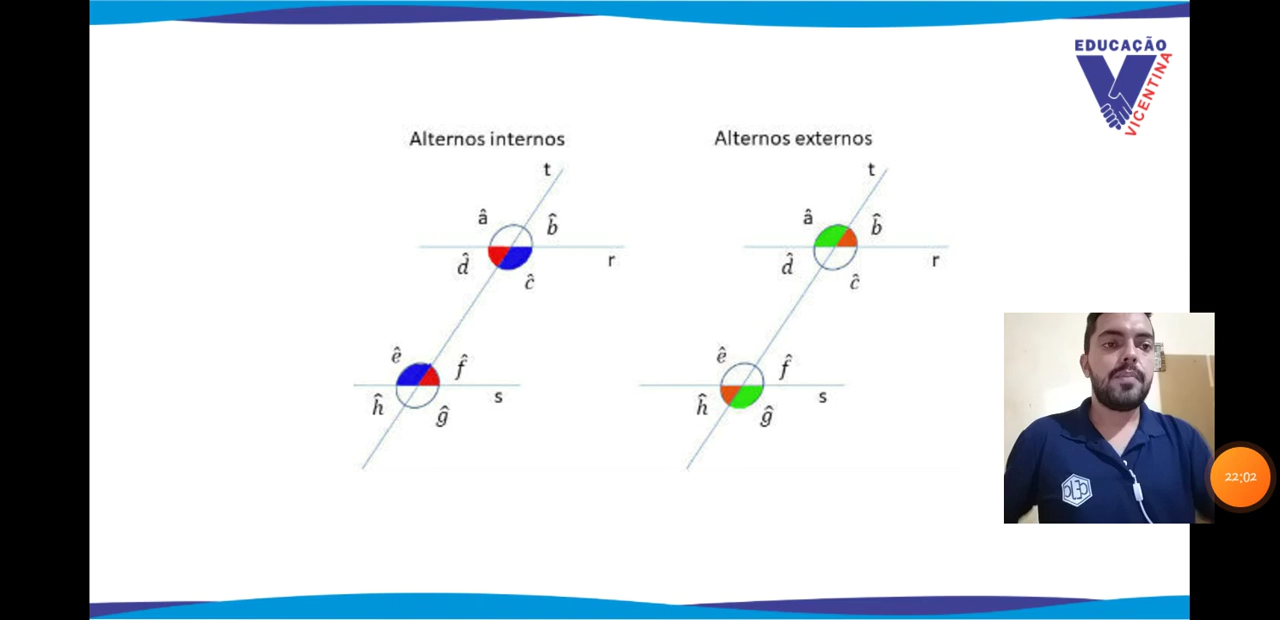 EDUCAÇÃO
VICENTINA
Alternos internos
t
â
b̂
d̂
r
ĉ
ê
f̂
ĥ
s
ĝ
Alternos externos
t
â
b̂
d̂
r
ĉ
ê
f̂
ĥ
s
ĝ
22:02